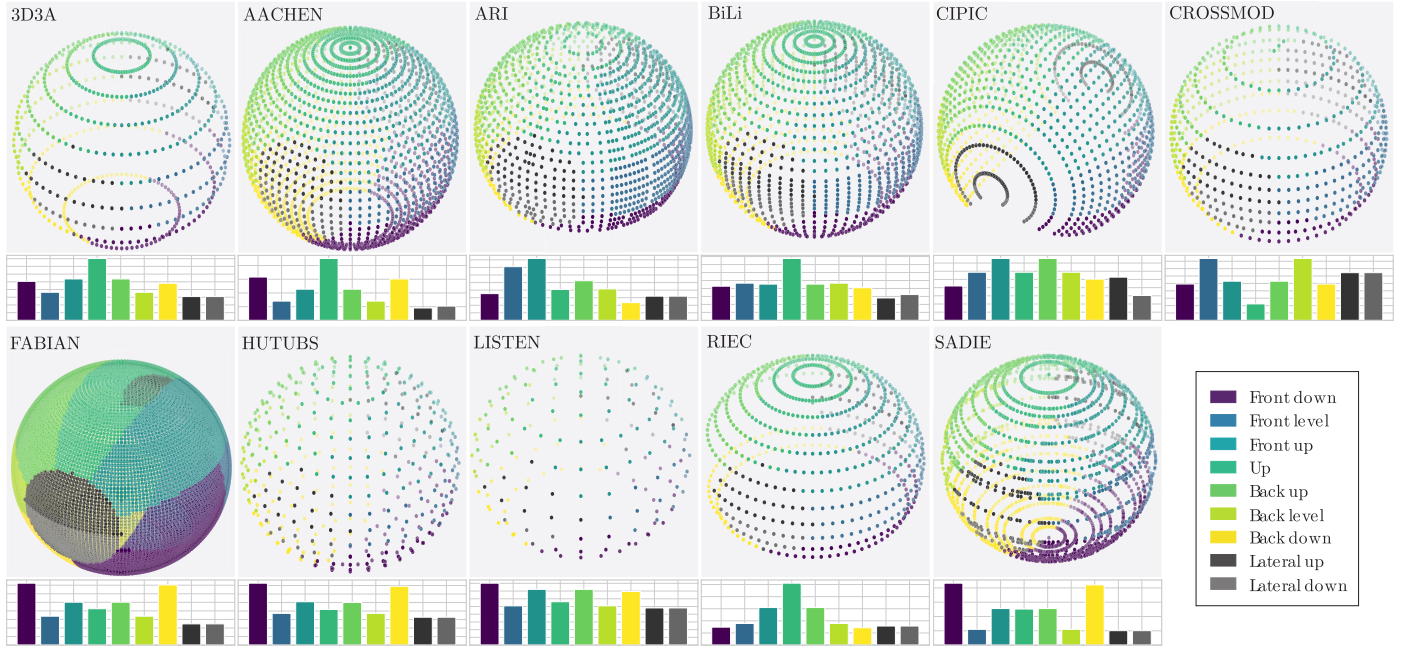 3D3A
AACHEN
ARI
BiLi
CIPIC
CROSSMOD
FABIAN
HUTUBS
LISTEN
RIEC
SADIE
Front down
Front level
Front up
Up
Back up
Back level
Back down
Lateral up
Lateral down